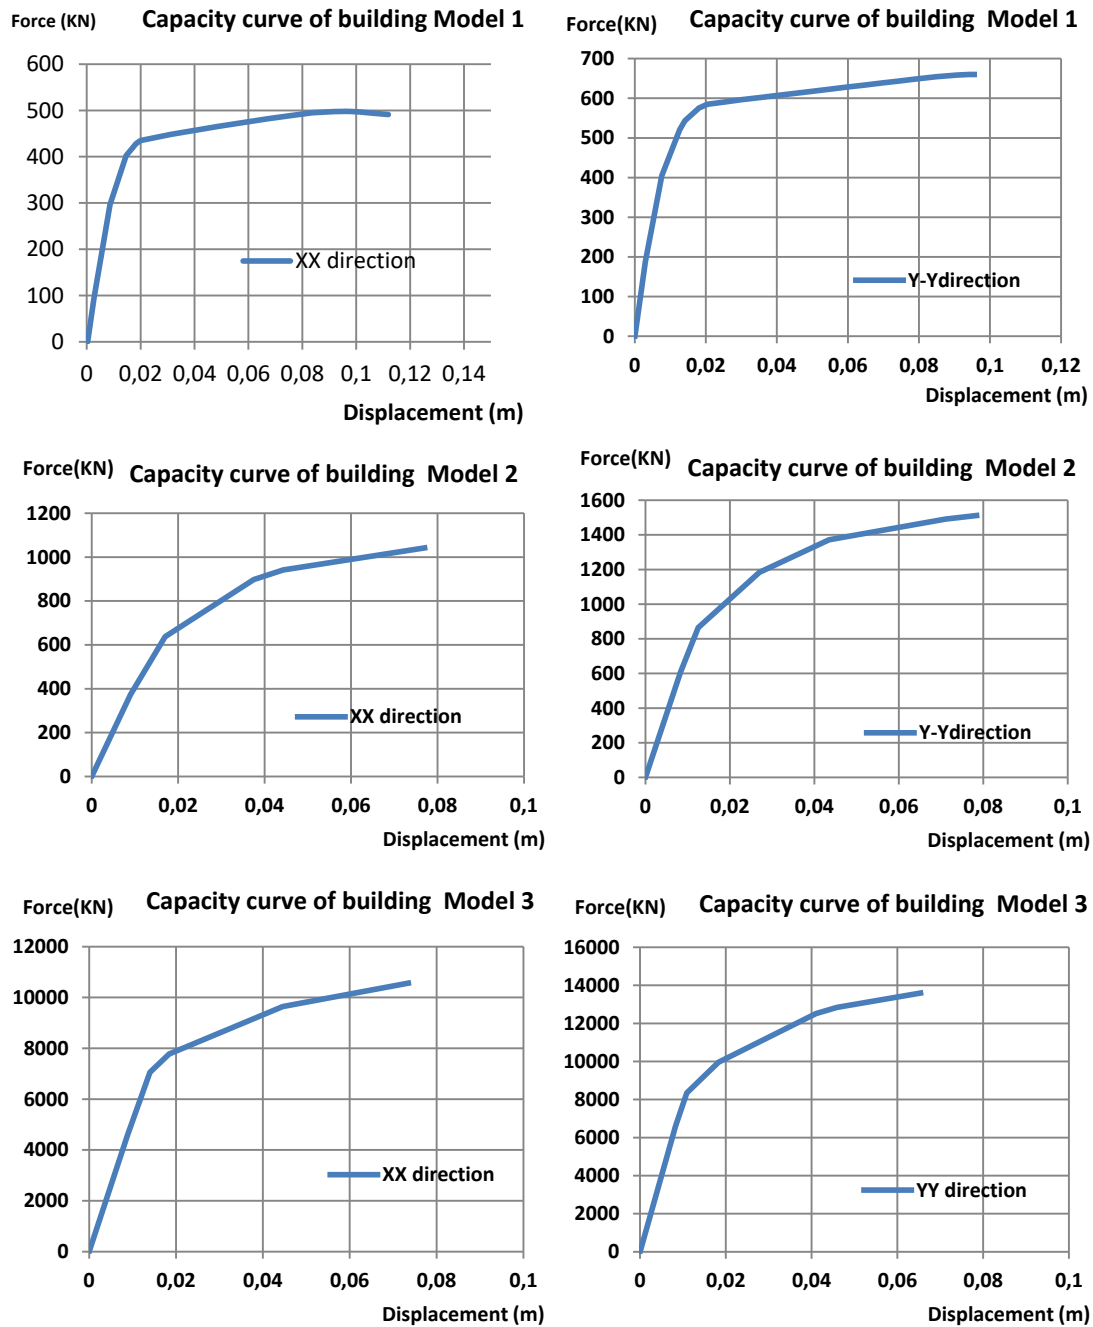 Force (KN) Capacity curve of building Model 1
600
500
400
300
200
100
0
XX direction
0 0,02 0,04 0,06 0,08 0,1 0,12 0,14
Displacement (m)
Force(KN) Capacity curve of building Model 1
700
600
500
400
300
200
100
0
Y-Ydirection
0 0,02 0,04 0,06 0,08 0,1 0,12
Displacement (m)
Force(KN) Capacity curve of building Model 2
1200
1000
800
600
400
200
0
XX direction
0 0,02 0,04 0,06 0,08 0,1
Displacement (m)
Force(KN) Capacity curve of building Model 2
1600
1400
1200
1000
800
600
400
200
0
Y-Ydirection
0 0,02 0,04 0,06 0,08 0,1
Displacement (m)
Force(KN) Capacity curve of building Model 3
12000
10000
8000
6000
4000
2000
0
XX direction
0 0,02 0,04 0,06 0,08 0,1
Displacement (m)
Force(KN) Capacity curve of building Model 3
16000
14000
12000
10000
8000
6000
4000
2000
0
YY direction
0 0,02 0,04 0,06 0,08 0,1
Displacement (m)